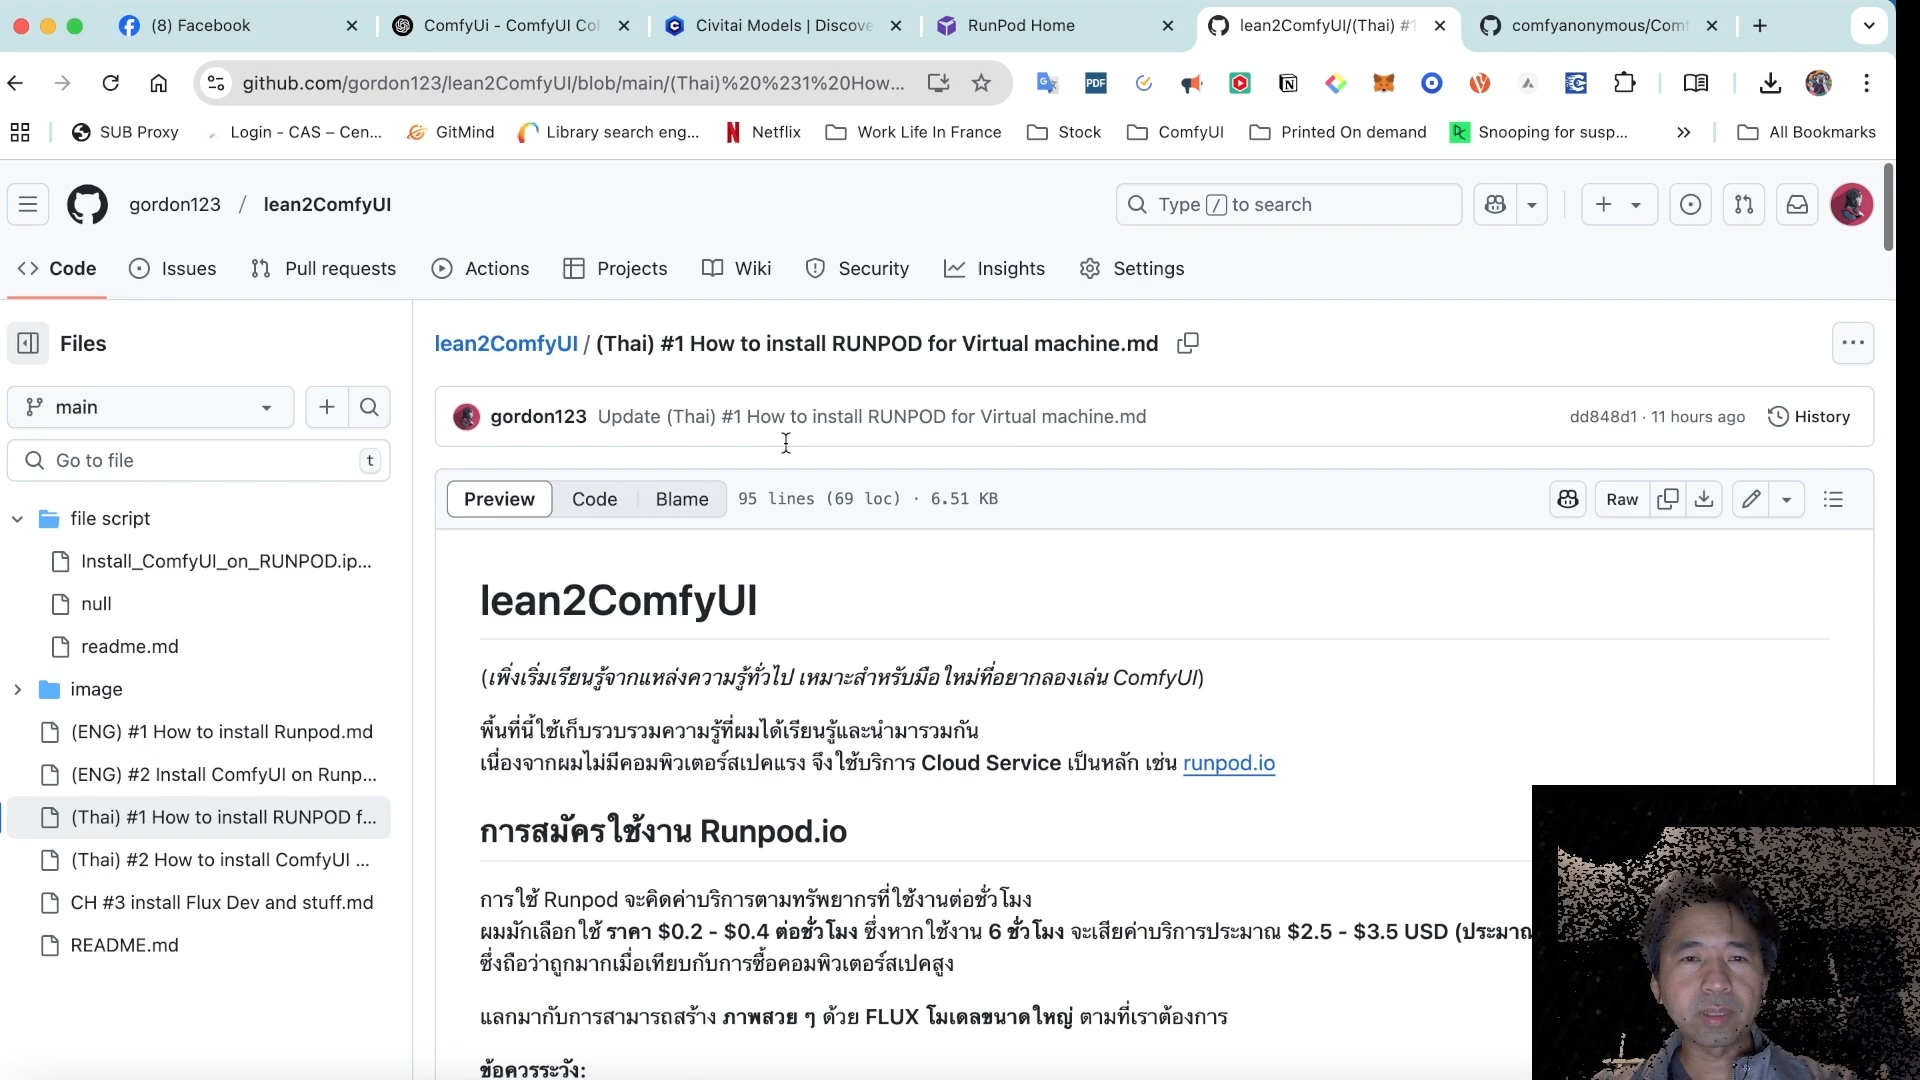 (8) Facebook
ComfyUi - ComfyUI Co
Civitai Models | Discove
RunPod Home
lean2ComfyUI/(Thai) #1
comfyanonymous/Com
github.com/gordon123/lean2ComfyUI/blob/main/(Thai)%20%231%20How...
PDF
SUB Proxy
Login - CAS – Cen...
GitMind
Library search eng...
Netflix
Work Life In France
Stock
ComfyUI
Printed On demand
Snooping for susp...
All Bookmarks
gordon123 / lean2ComfyUI
Type / to search
Code
Issues
Pull requests
Actions
Projects
Wiki
Security
Insights
Settings
Files
main
Go to file
t
file script
Install_ComfyUI_on_RUNPOD.ip...
null
readme.md
image
(ENG) #1 How to install Runpod.md
(ENG) #2 Install ComfyUI on Runp...
(Thai) #1 How to install RUNPOD f...
(Thai) #2 How to install ComfyUI ...
CH #3 install Flux Dev and stuff.md
README.md
lean2ComfyUI / (Thai) #1 How to install RUNPOD for Virtual machine.md
gordon123 Update (Thai) #1 How to install RUNPOD for Virtual machine.md
dd848d1 · 11 hours ago
History
Preview
Code
Blame
95 lines (69 loc) · 6.51 KB
Raw
lean2ComfyUI
(เพิ่งเริ่มเรียนรู้จากแหล่งความรู้ทั่วไป เหมาะสำหรับมือใหม่ที่อยากลองเล่น ComfyUI)
พื้นที่นี้ใช้เก็บรวบรวมความรู้ที่ผมได้เรียนรู้และนำมารวมกัน
เนื่องจากผมไม่มีคอมพิวเตอร์สเปคแรง จึงใช้บริการ Cloud Service เป็นหลัก เช่น runpod.io
การสมัครใช้งาน Runpod.io
การใช้ Runpod จะคิดค่าบริการตามทรัพยากรที่ใช้งานต่อชั่วโมง
ผมมักเลือกใช้ ราคา $0.2 - $0.4 ต่อชั่วโมง ซึ่งหากใช้งาน 6 ชั่วโมง จะเสียค่าบริการประมาณ $2.5 - $3.5 USD (ประมาณ
ซึ่งถือว่าถูกมากเมื่อเทียบกับการซื้อคอมพิวเตอร์สเปคสูง
แลกมากับการสามารถสร้าง ภาพสวย ๆ ด้วย FLUX โมเดลขนาดใหญ่ ตามที่เราต้องการ
ข้อควรระวัง: